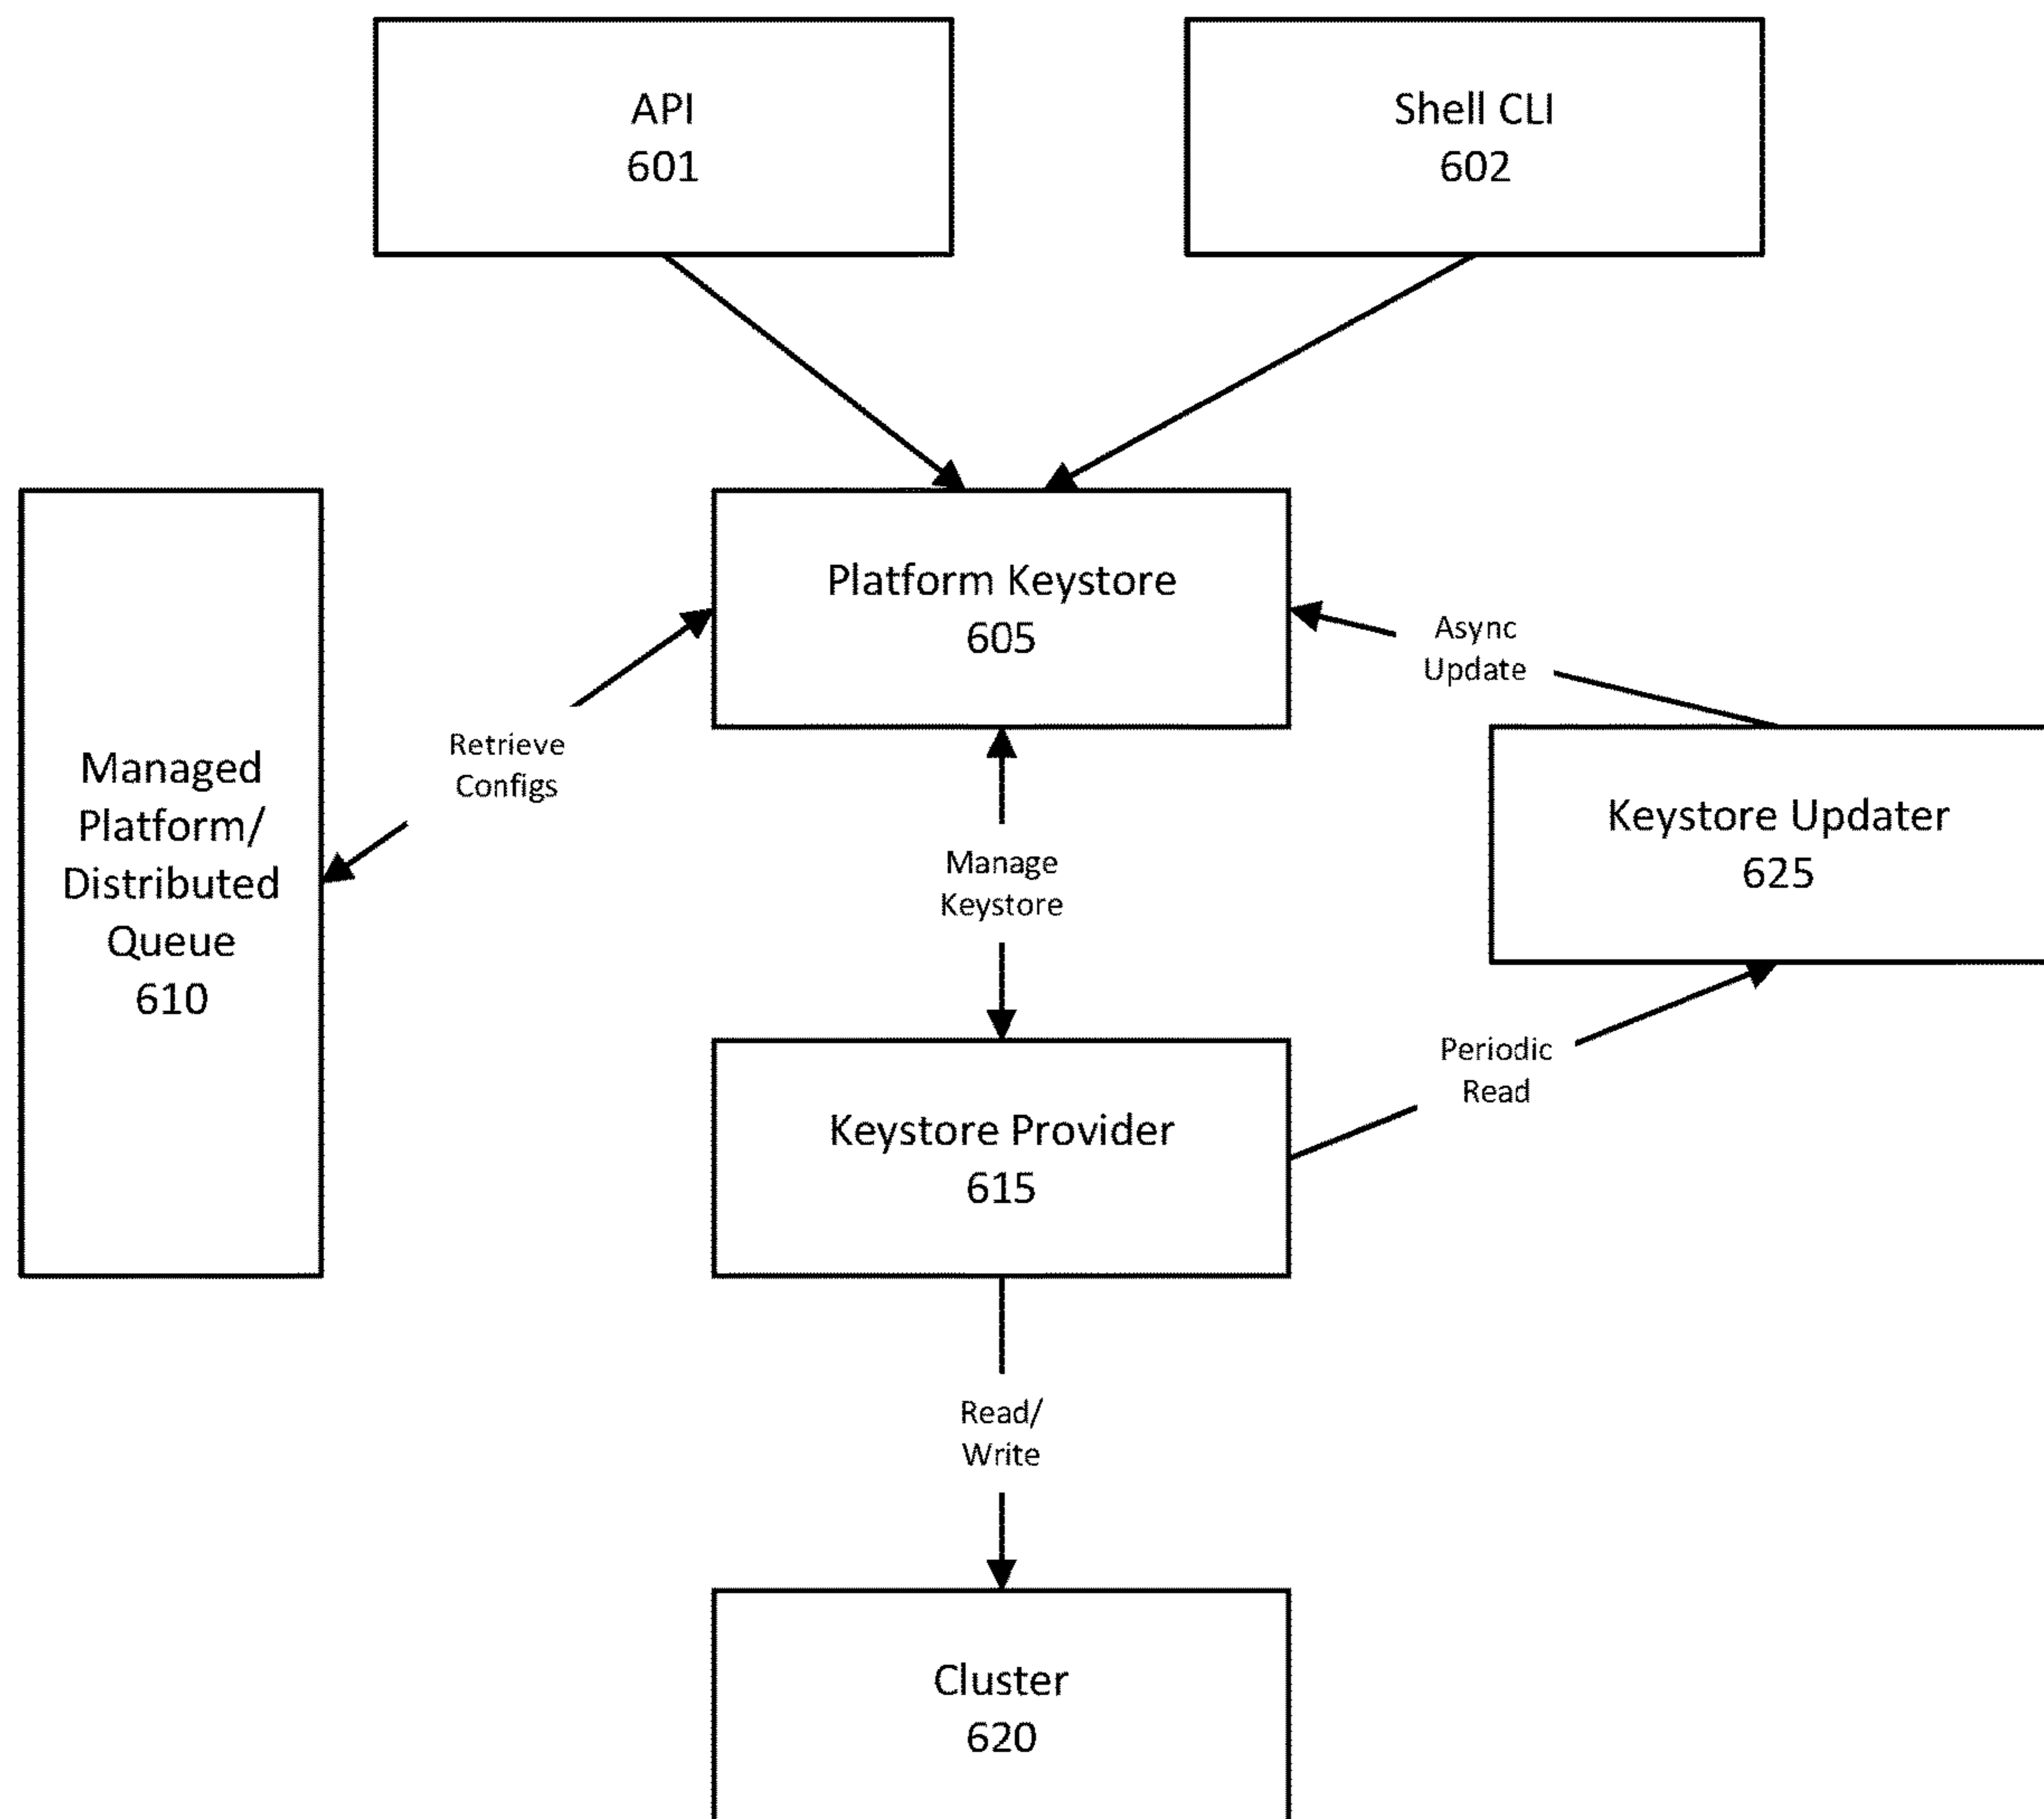 API
601
Shell CLI
602
Platform Keystore
605
Async
Update
Retrieve
Configs
Managed
Platform/
Distributed
Queue
610
Manage
Keystore
Keystore Updater
625
Periodic
Read
Keystore Provider
615
Read/
Write
Cluster
620